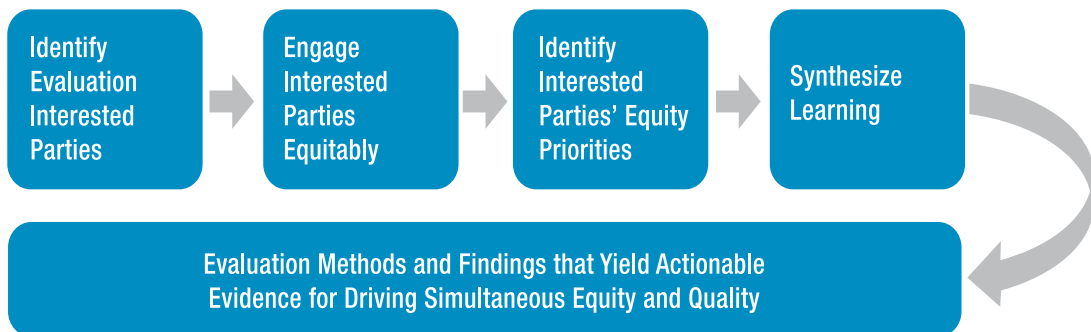 Identify
Evaluation
Interested
Parties
Engage
Interested
Parties
Equitably
Identify
Interested
Parties’ Equity
Priorities
Synthesize
Learning
Evaluation Methods and Findings that Yield Actionable
Evidence for Driving Simultaneous Equity and Quality